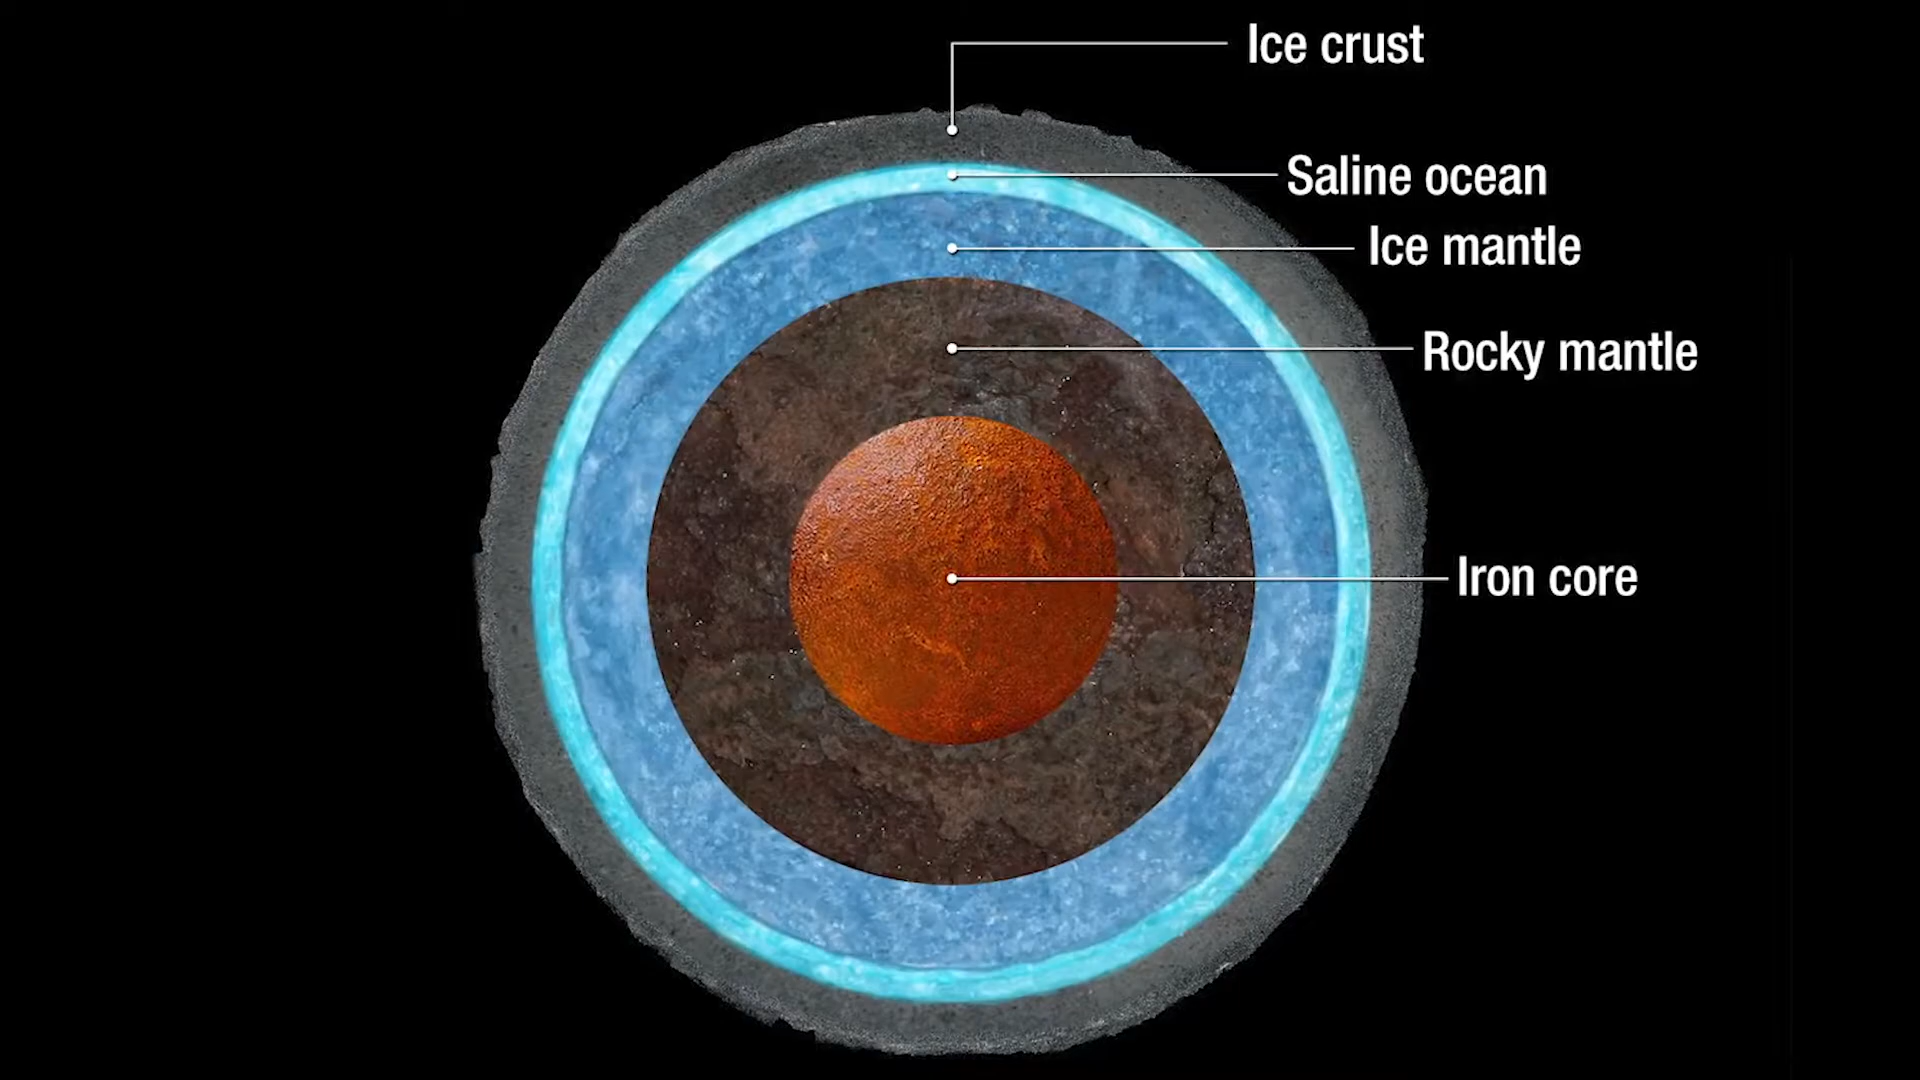 Ice crust
Saline ocean
Ice mantle
Rocky mantle
Iron core